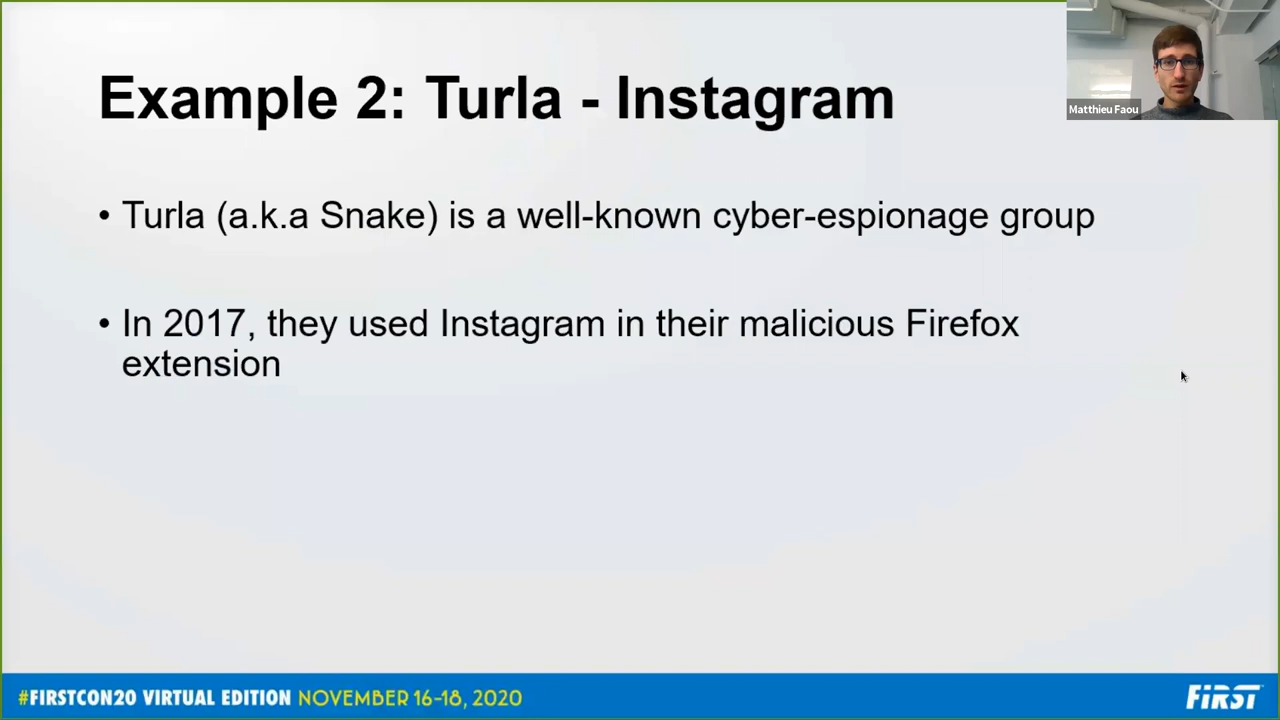 Example 2: Turla - Instagram
Matthieu Faou
• Turla (a.k.a Snake) is a well-known cyber-espionage group
• In 2017, they used Instagram in their malicious Firefox
extension
#FIRSTCON20 VIRTUAL EDITION NOVEMBER 16-18, 2020
FiRST